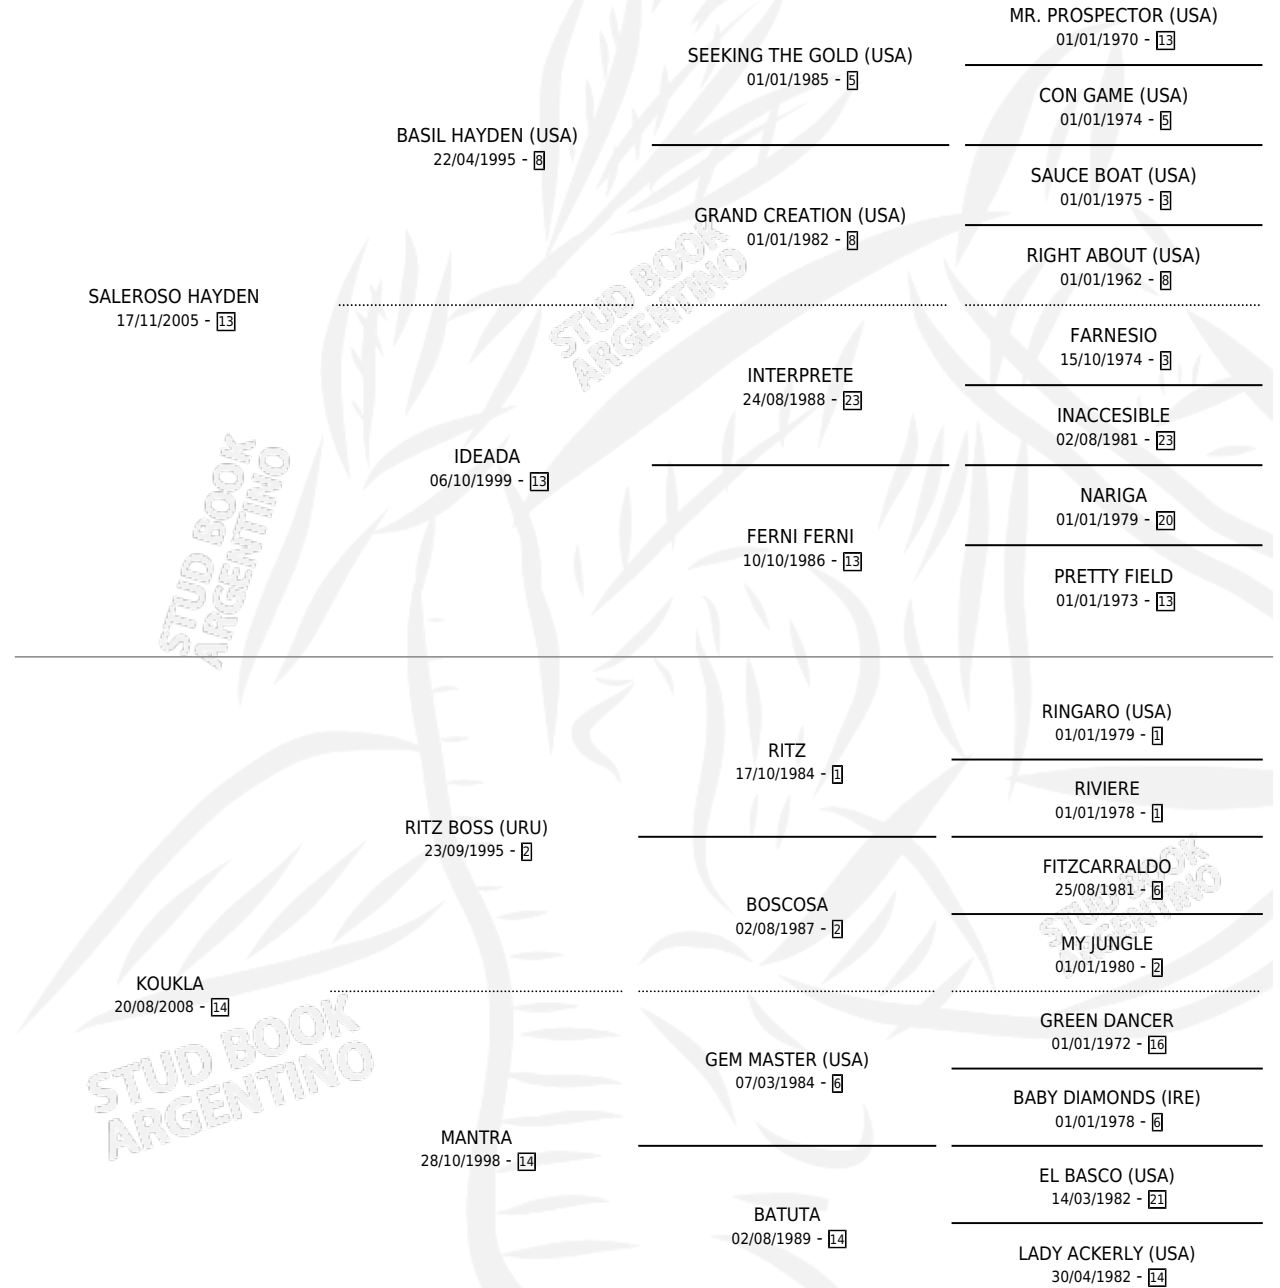 MR. PROSPECTOR (USA)
01/01/1970 - 13
SEEKING THE GOLD (USA)
01/01/1985 - 5
CON GAME (USA)
01/01/1974 - 5
BASIL HAYDEN (USA)
22/04/1995 - 8
SAUCE BOAT (USA)
01/01/1975 - 3
GRAND CREATION (USA)
01/01/1982 - 8
RIGHT ABOUT (USA)
01/01/1962 - 8
STUD BOOK
ARGENTINO
SALEROSO HAYDEN
17/11/2005 - 13
FARNESIO
15/10/1974 - 3
INTERPRETE
24/08/1988 - 23
INACCESIBLE
02/08/1981 - 23
IDEADA
06/10/1999 - 13
NARIGA
01/01/1979 - 20
FERNI FERNI
10/10/1986 - 13
PRETTY FIELD
01/01/1973 - 13
STUD BOOK
ARGENTINO
RINGARO (USA)
01/01/1979 - 1
RITZ
17/10/1984 - 1
RIVIERE
01/01/1978 - 1
RITZ BOSS (URU)
23/09/1995 - 2
FITZCARRALDO
25/08/1981 - 6
BOSCOSA
02/08/1987 - 2
MY JUNGLE
01/01/1980 - 2
STUD BOOK
ARGENTINO
KOUKLA
20/08/2008 - 14
GREEN DANCER
01/01/1972 - 16
GEM MASTER (USA)
07/03/1984 - 6
BABY DIAMONDS (IRE)
01/01/1978 - 6
STUD BOOK
ARGENTINO
MANTRA
28/10/1998 - 14
EL BASCO (USA)
14/03/1982 - 21
BATUTA
02/08/1989 - 14
LADY ACKERLY (USA)
30/04/1982 - 14